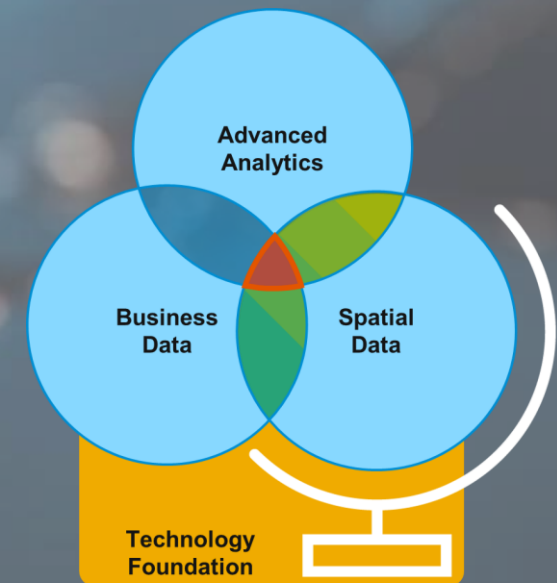 Advanced
Analytics
Business
Data
Spatial
Data
Technology
Foundation